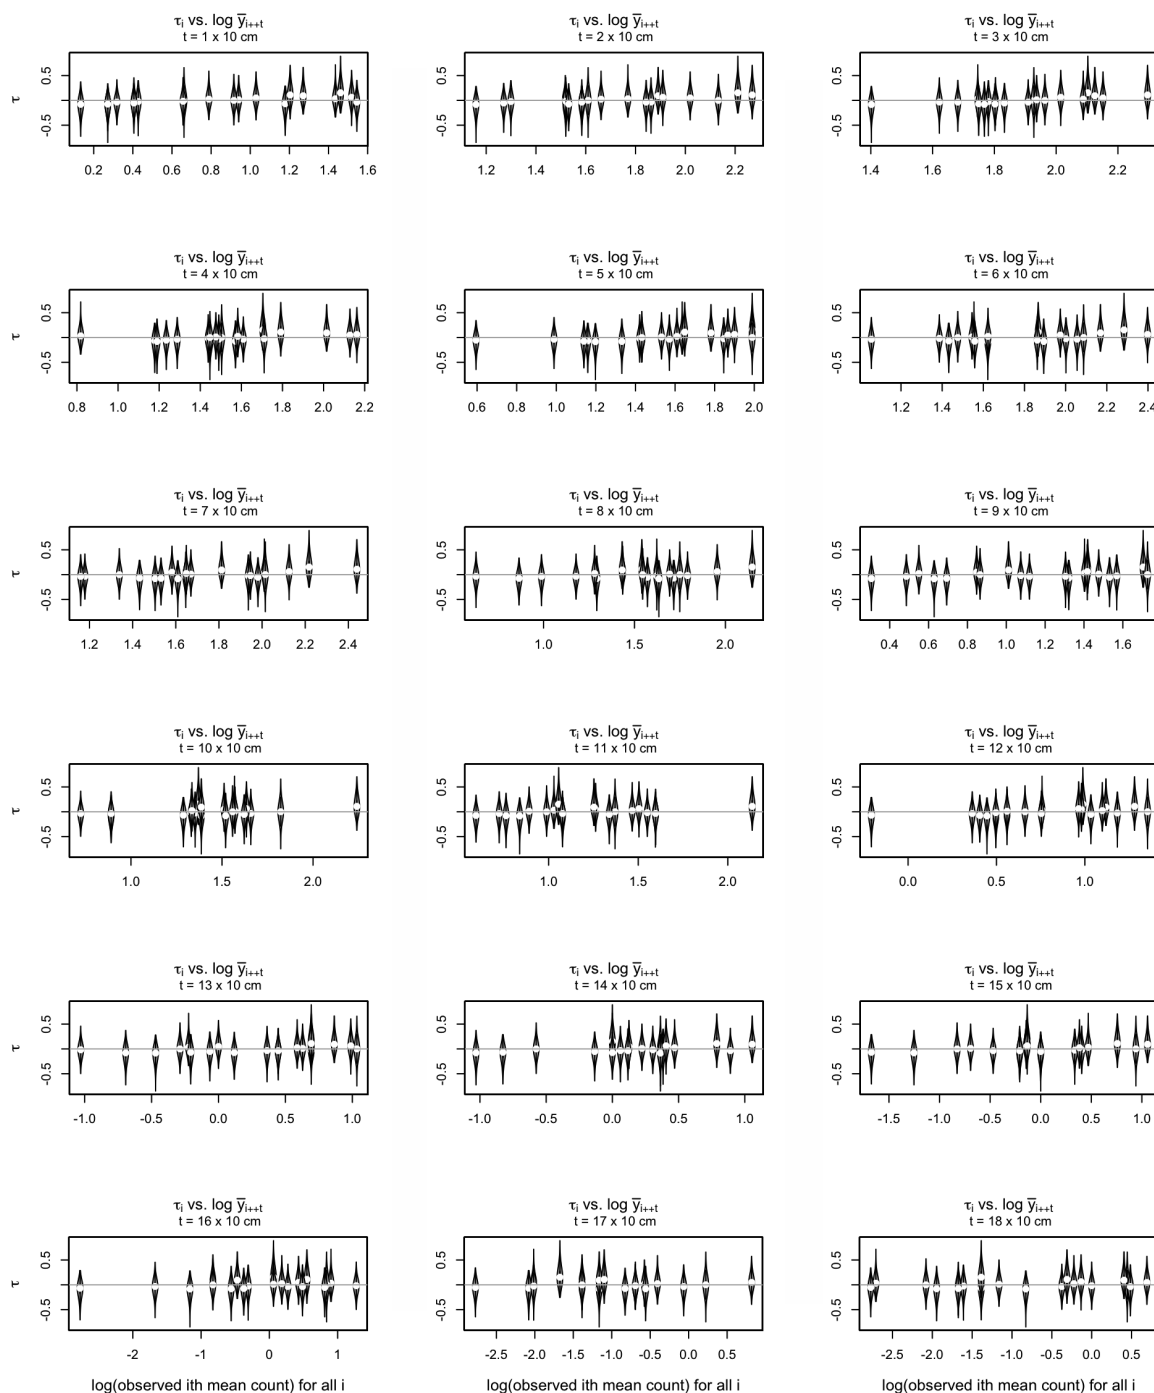 τi vs. log ȳi++t τi vs. log ȳi++t τi vs. log ȳi++t
t = 1 x 10 cm t = 2 x 10 cm t = 3 x 10 cm
τ -0.5 0.5
0.2 0.4 0.6 0.8 1.0 1.2 1.4 1.6 1.2 1.4 1.6 1.8 2.0 2.2 1.4 1.6 1.8 2.0 2.2
τi vs. log ȳi++t τi vs. log ȳi++t τi vs. log ȳi++t
t = 4 x 10 cm t = 5 x 10 cm t = 6 x 10 cm
τ -0.5 0.5 -0.5 0.5 -0.5 0.5
0.8 1.0 1.2 1.4 1.6 1.8 2.0 2.2 0.6 0.8 1.0 1.2 1.4 1.6 1.8 2.0 1.2 1.4 1.6 1.8 2.0 2.2 2.4
τi vs. log ȳi++t τi vs. log ȳi++t τi vs. log ȳi++t
t = 7 x 10 cm t = 8 x 10 cm t = 9 x 10 cm
τ -0.5 0.5 -0.5 0.5 -0.5 0.5
1.2 1.4 1.6 1.8 2.0 2.2 2.4 1.0 1.5 2.0 0.4 0.6 0.8 1.0 1.2 1.4 1.6
τi vs. log ȳi++t τi vs. log ȳi++t τi vs. log ȳi++t
t = 10 x 10 cm t = 11 x 10 cm t = 12 x 10 cm
τ -0.5 0.5 -0.5 0.5 -0.5 0.5
1.0 1.5 2.0 1.0 1.5 2.0 0.0 0.5 1.0
τi vs. log ȳi++t τi vs. log ȳi++t τi vs. log ȳi++t
t = 13 x 10 cm t = 14 x 10 cm t = 15 x 10 cm
τ -0.5 0.5 -0.5 0.5 -0.5 0.5
-1.0 -0.5 0.0 0.5 1.0 -1.0 -0.5 0.0 0.5 1.0 -1.5 -1.0 -0.5 0.0 0.5 1.0
τi vs. log ȳi++t τi vs. log ȳi++t τi vs. log ȳi++t
t = 16 x 10 cm t = 17 x 10 cm t = 18 x 10 cm
τ -0.5 0.5 -0.5 0.5 -0.5 0.5
-2 -1 0 1 -2.5 -2.0 -1.5 -1.0 -0.5 0.0 0.5 -2.5 -2.0 -1.5 -1.0 -0.5 0.0 0.5
log(observed ith mean count) for all i log(observed ith mean count) for all i log(observed ith mean count) for all i